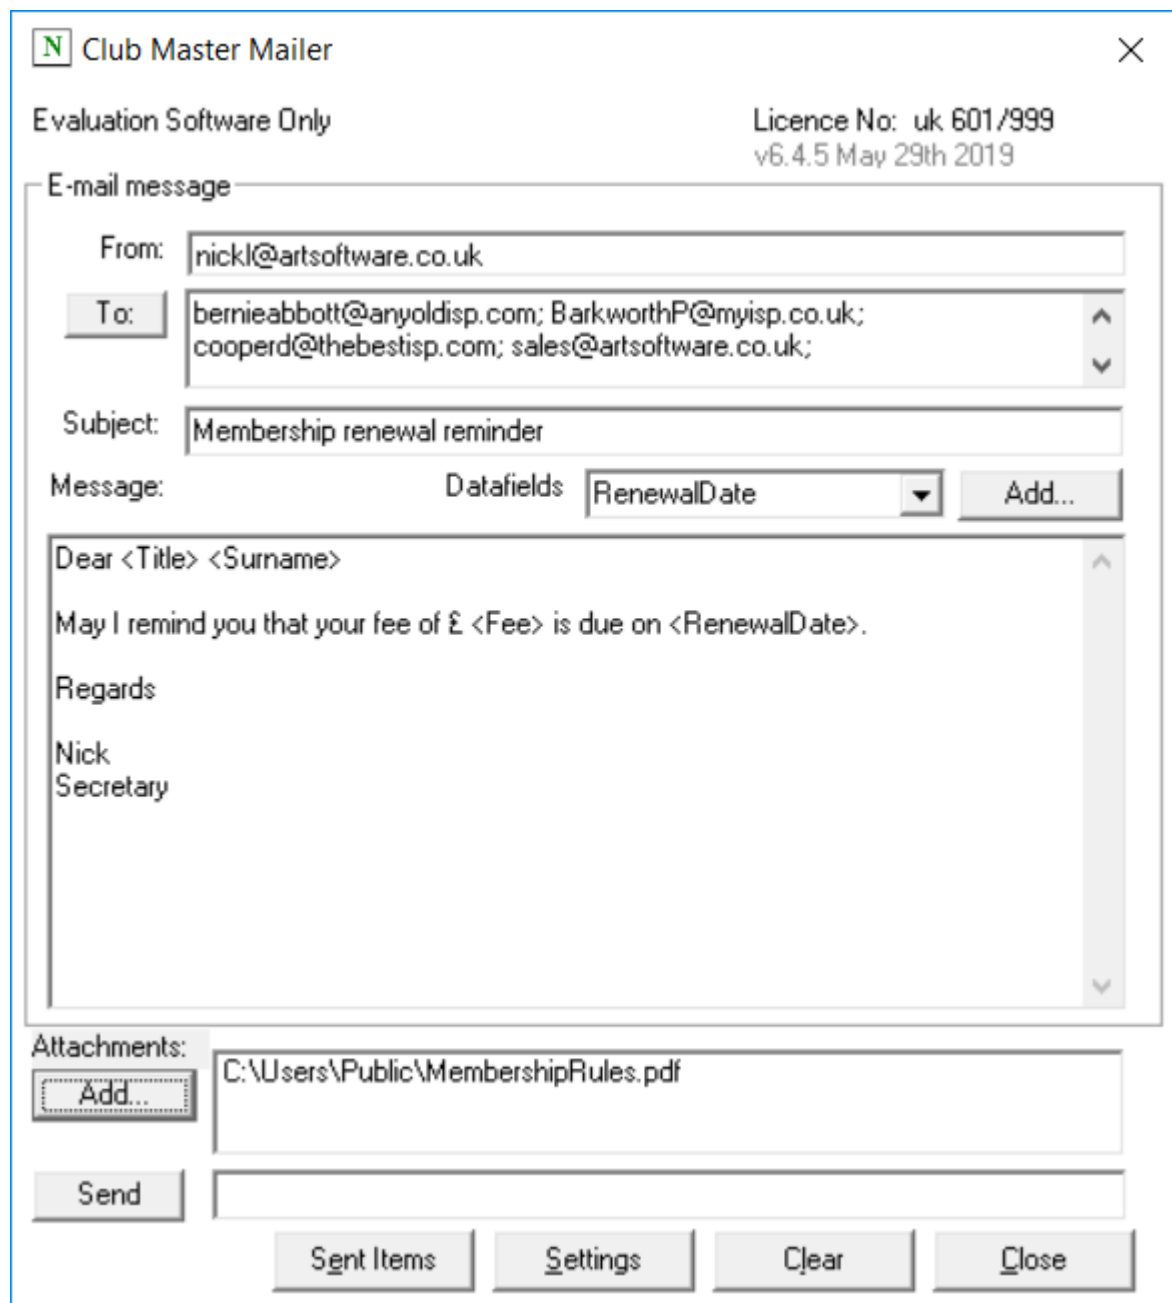 N Club Master Mailer
Evaluation Software Only
Licence No: uk 601/999
v6.4.5 May 29th 2019
E-mail message
From: nickl@artsoftware.co.uk
To: bernieabbott@anyoldisp.com; BarkworthP@myisp.co.uk;
cooperd@thebestisp.com; sales@artsoftware.co.uk;
Subject: Membership renewal reminder
Message: Datafields RenewalDate Add...
Dear <Title> <Surname>
May I remind you that your fee of £ <Fee> is due on <RenewalDate>.
Regards
Nick
Secretary
Attachments:
Add... C:\Users\Public\MembershipRules.pdf
Send
Sent Items Settings Clear Close